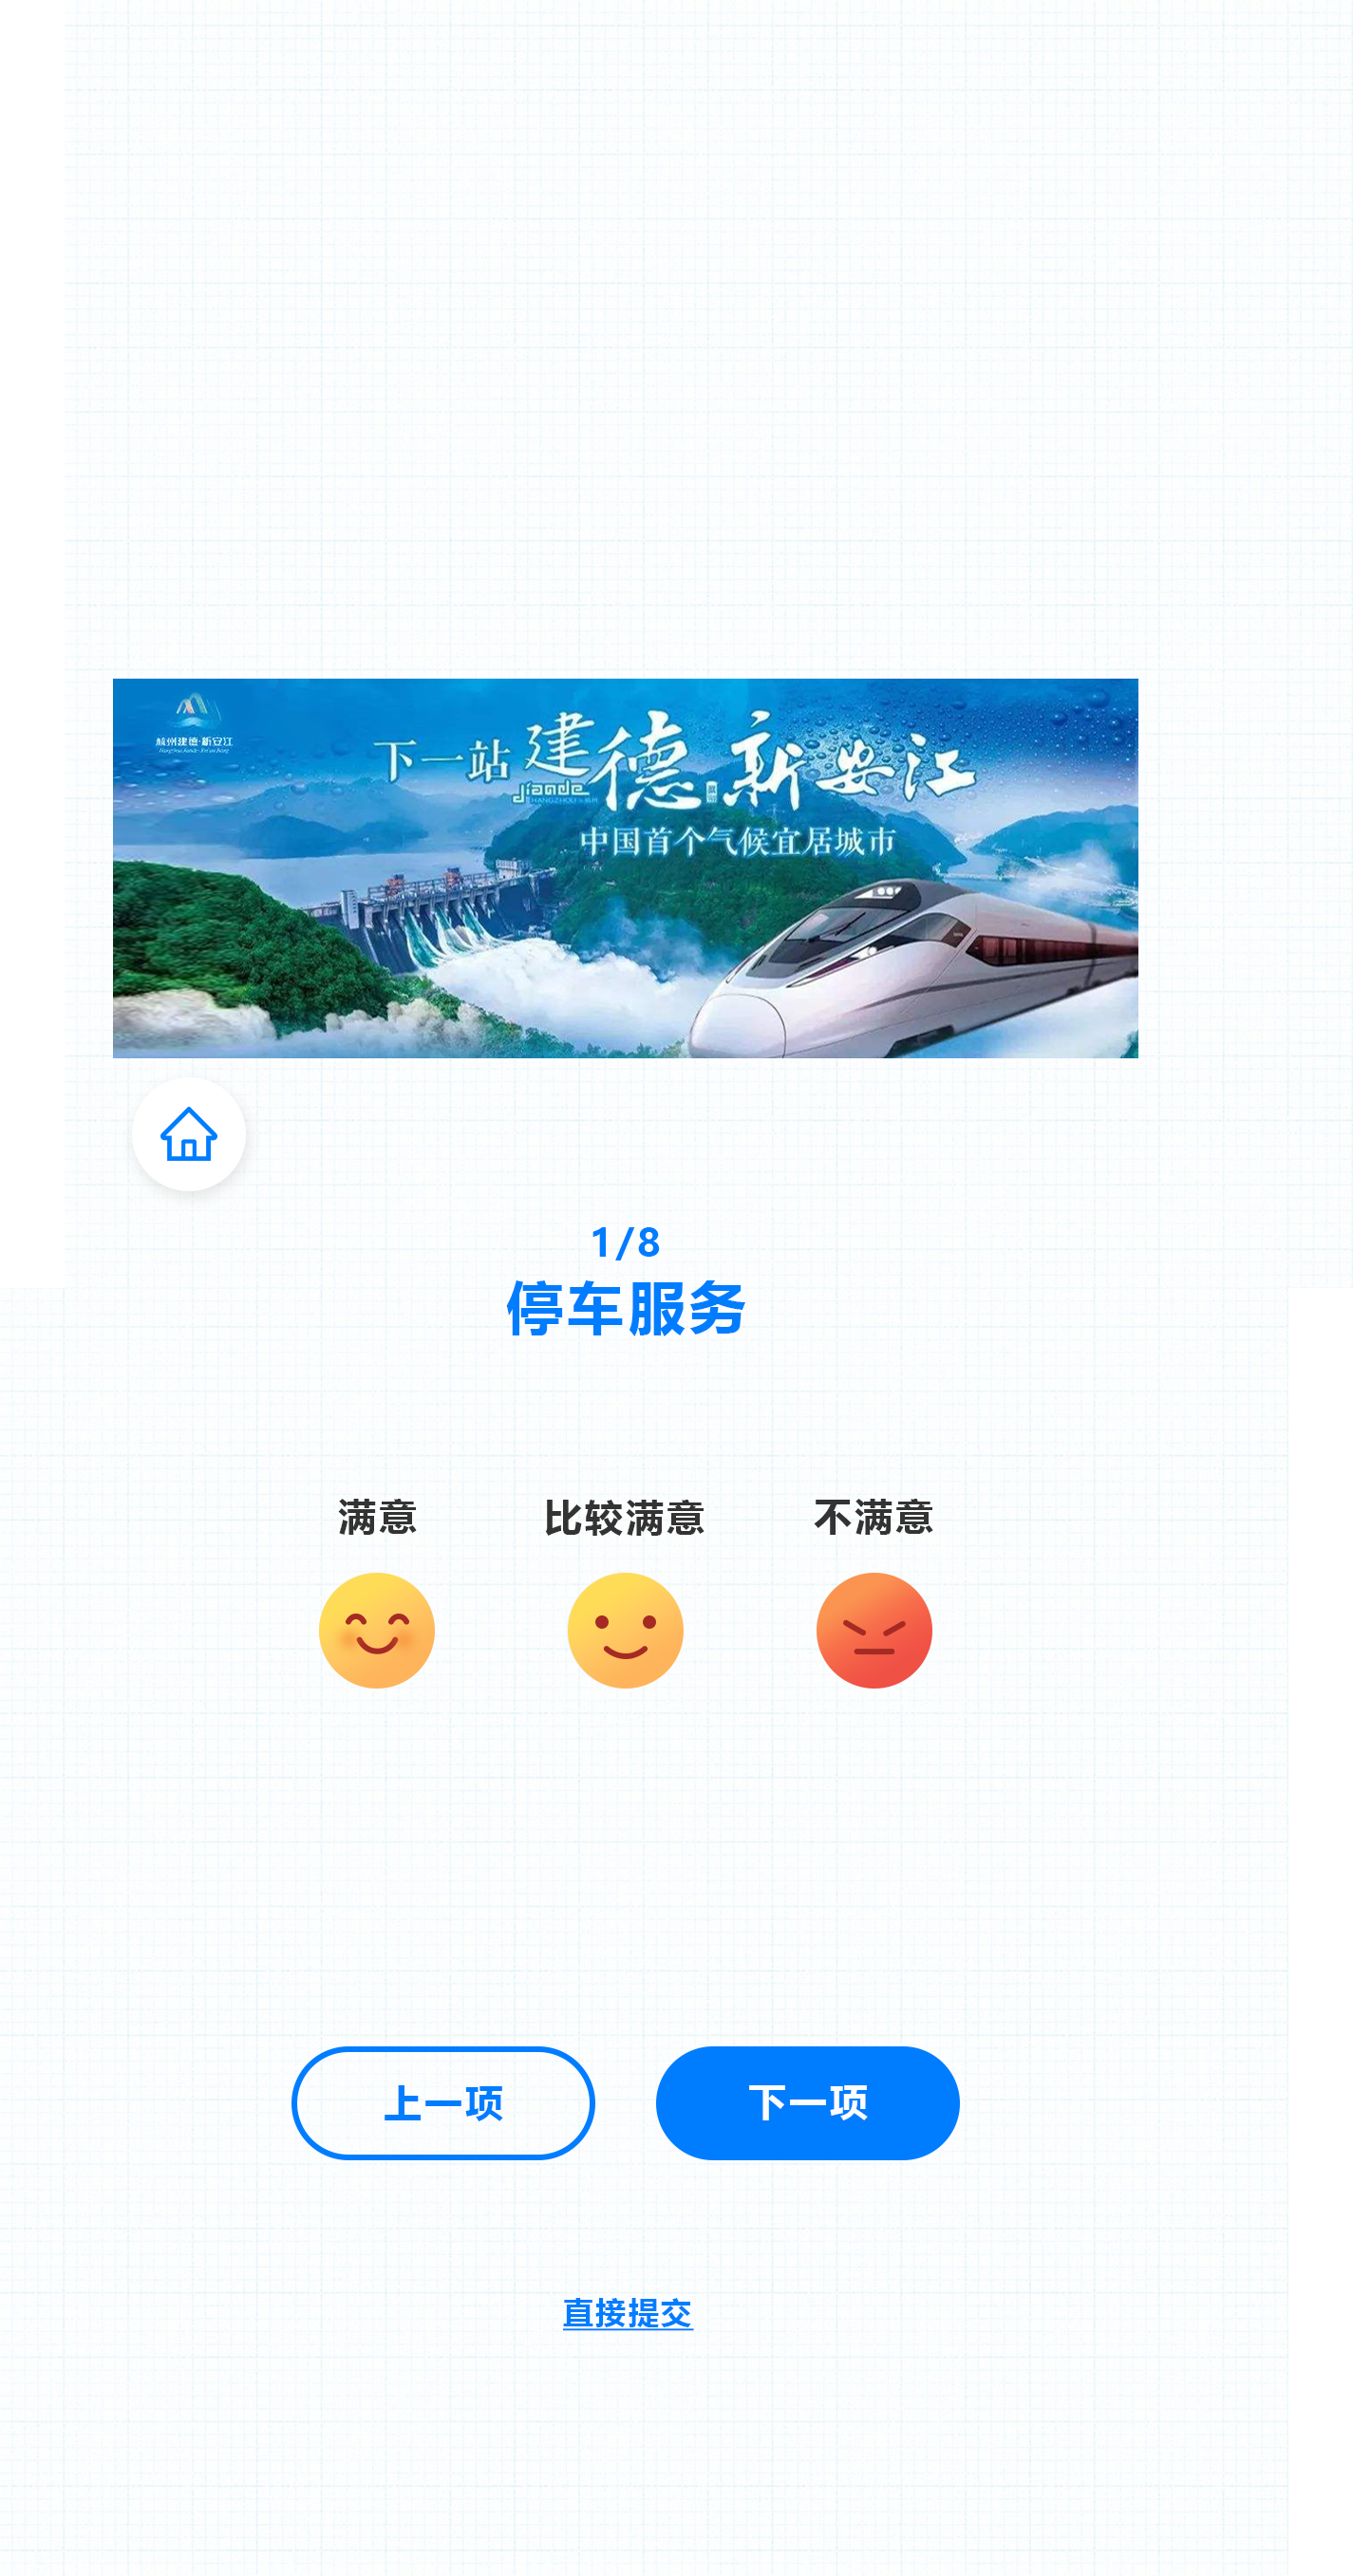 杭州建德·新安江
下一站 建德 新安江
jiande
HANGZHOU
中国首个气候宜居城市
1/8
停车服务
满意 比较满意 不满意
上一项 下一项
直接提交